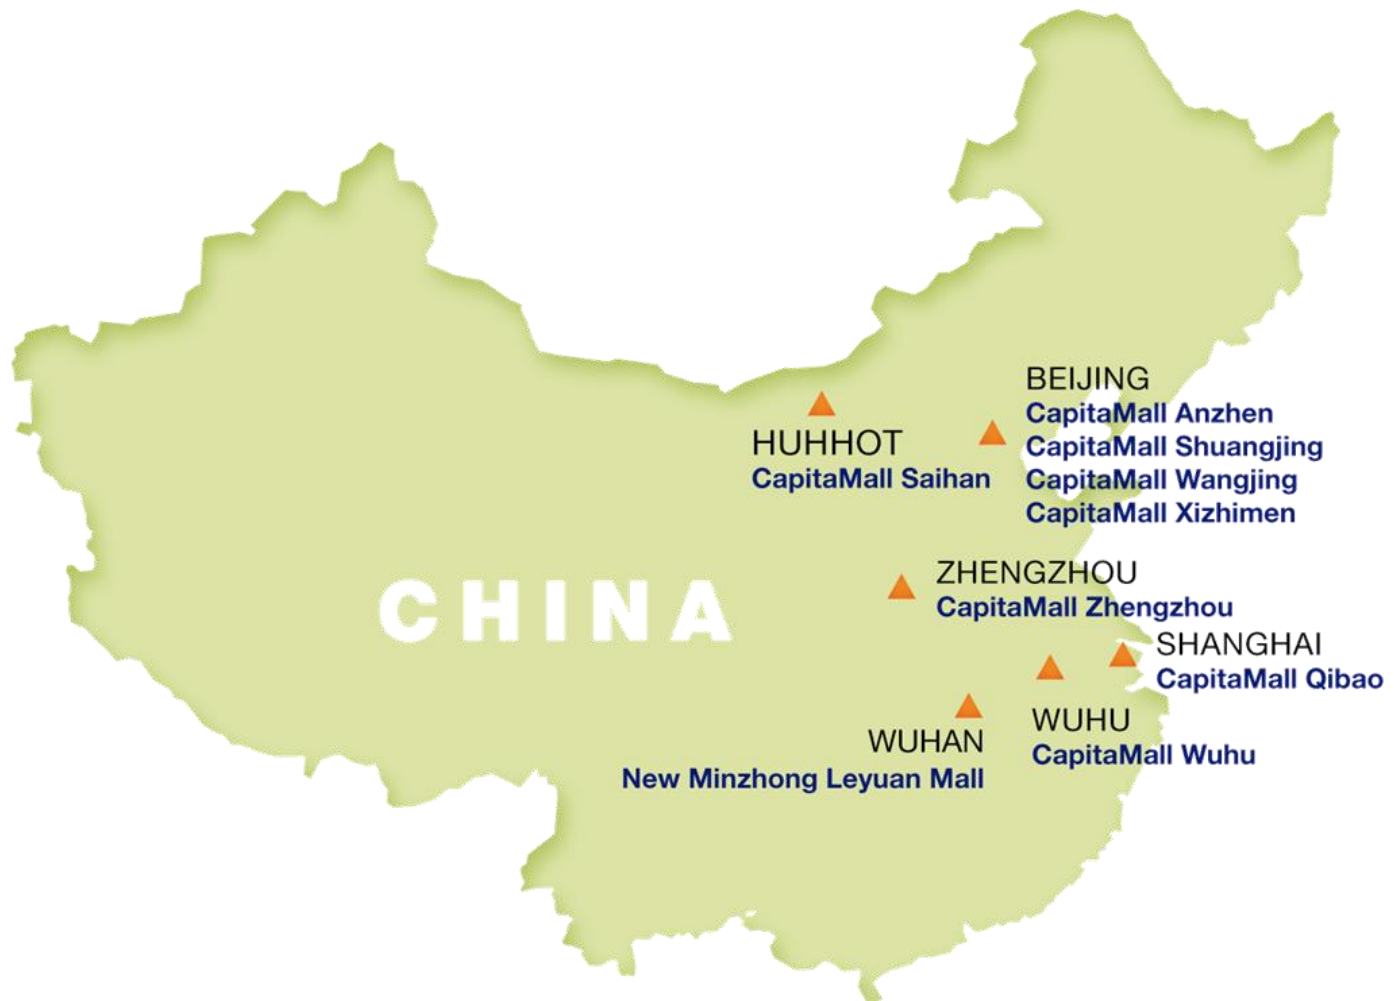 BEIJING
CapitaMall Anzhen
CapitaMall Shuangjing
CapitaMall Wangjing
CapitaMall Xizhimen
HUHHOT
CapitaMall Saihan
ZHENGZHOU
CapitaMall Zhengzhou
CHINA
SHANGHAI
CapitaMall Qibao
WUHU
CapitaMall Wuhu
WUHAN
New Minzhong Leyuan Mall